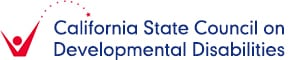 California State Council on
Developmental Disabilities